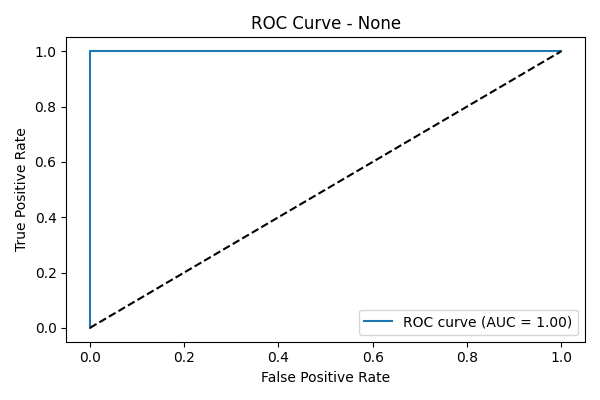 ROC Curve - None
True Positive Rate
1.0
0.8
0.6
0.4
0.2
0.0
ROC curve (AUC = 1.00)
0.0 0.2 0.4 0.6 0.8 1.0
False Positive Rate